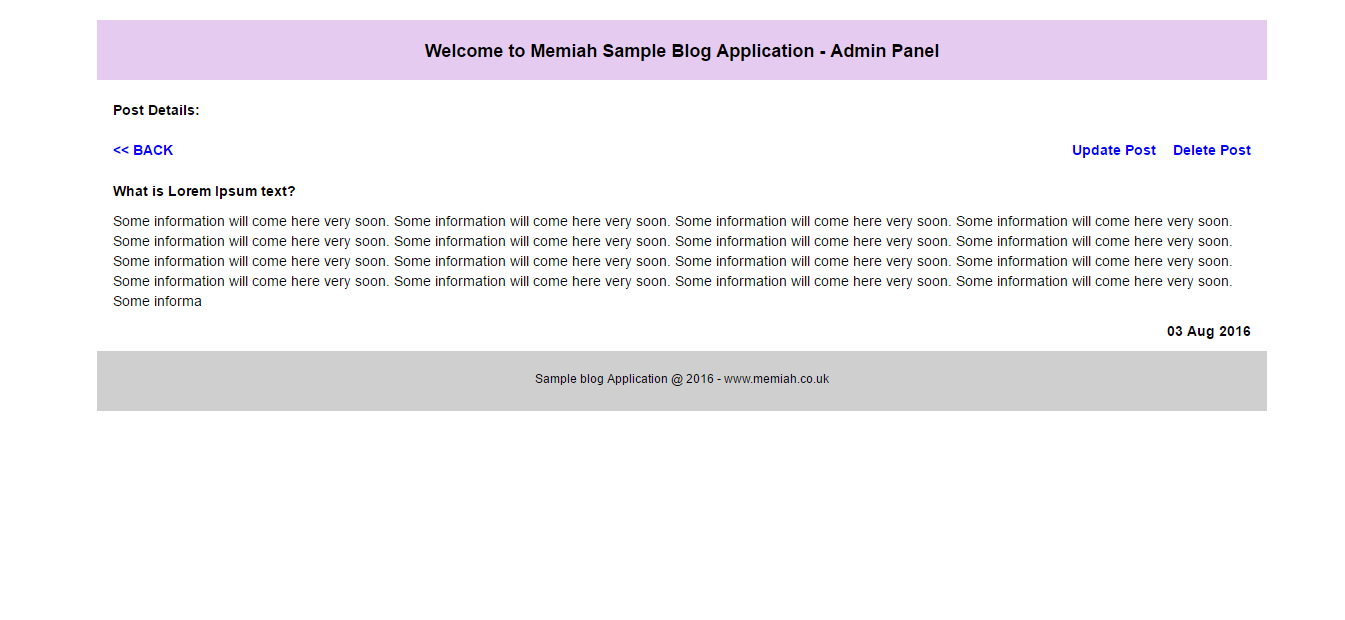 Welcome to Memiah Sample Blog Application - Admin Panel
Post Details:
<< BACK
Update Post Delete Post
What is Lorem Ipsum text?
Some information will come here very soon. Some information will come here very soon. Some information will come here very soon. Some information will come here very soon.
Some information will come here very soon. Some information will come here very soon. Some information will come here very soon. Some information will come here very soon.
Some information will come here very soon. Some information will come here very soon. Some information will come here very soon. Some information will come here very soon.
Some information will come here very soon. Some information will come here very soon. Some information will come here very soon. Some information will come here very soon.
Some informa
03 Aug 2016
Sample blog Application @ 2016 - www.memiah.co.uk